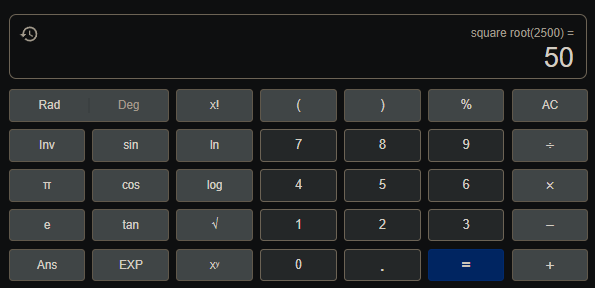 square root(2500) =
50
Rad Deg x! ( ) % AC
Inv sin ln 7 8 9 ÷
π cos log 4 5 6 ×
e tan √ 1 2 3 −
Ans EXP xʸ 0 . = +